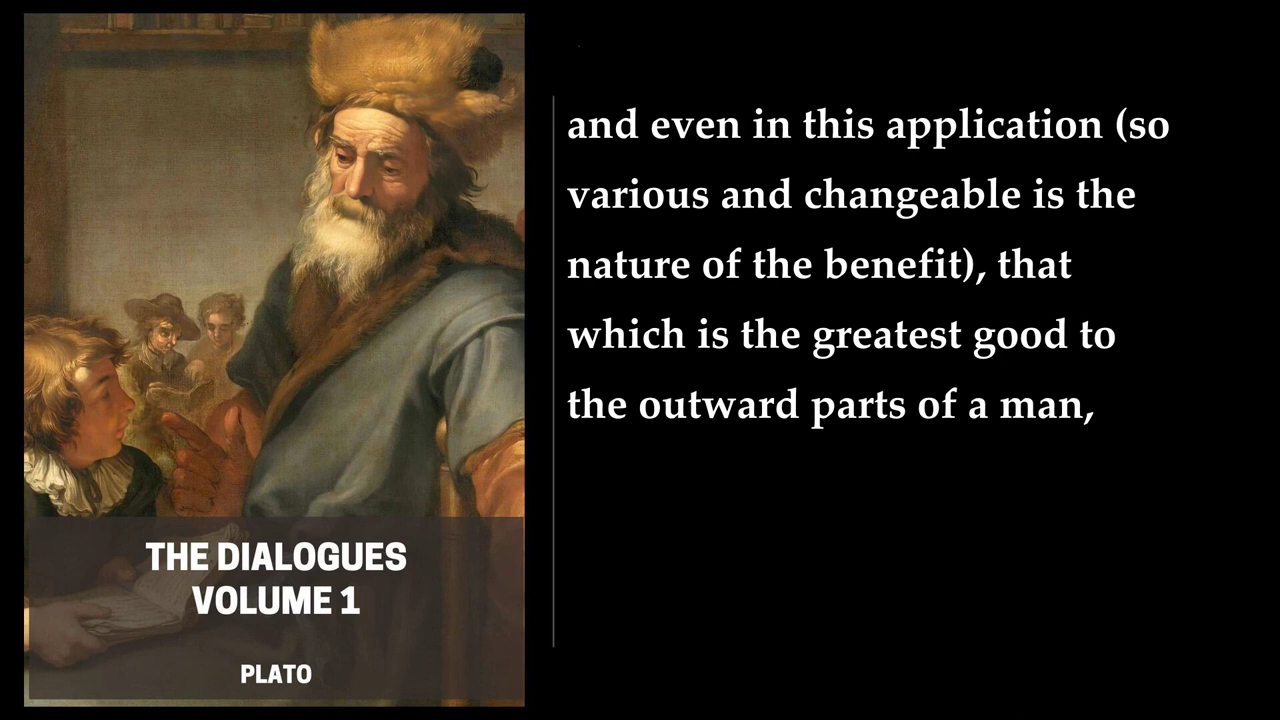 THE DIALOGUES
VOLUME 1
PLATO
and even in this application (so
various and changeable is the
nature of the benefit), that
which is the greatest good to
the outward parts of a man,